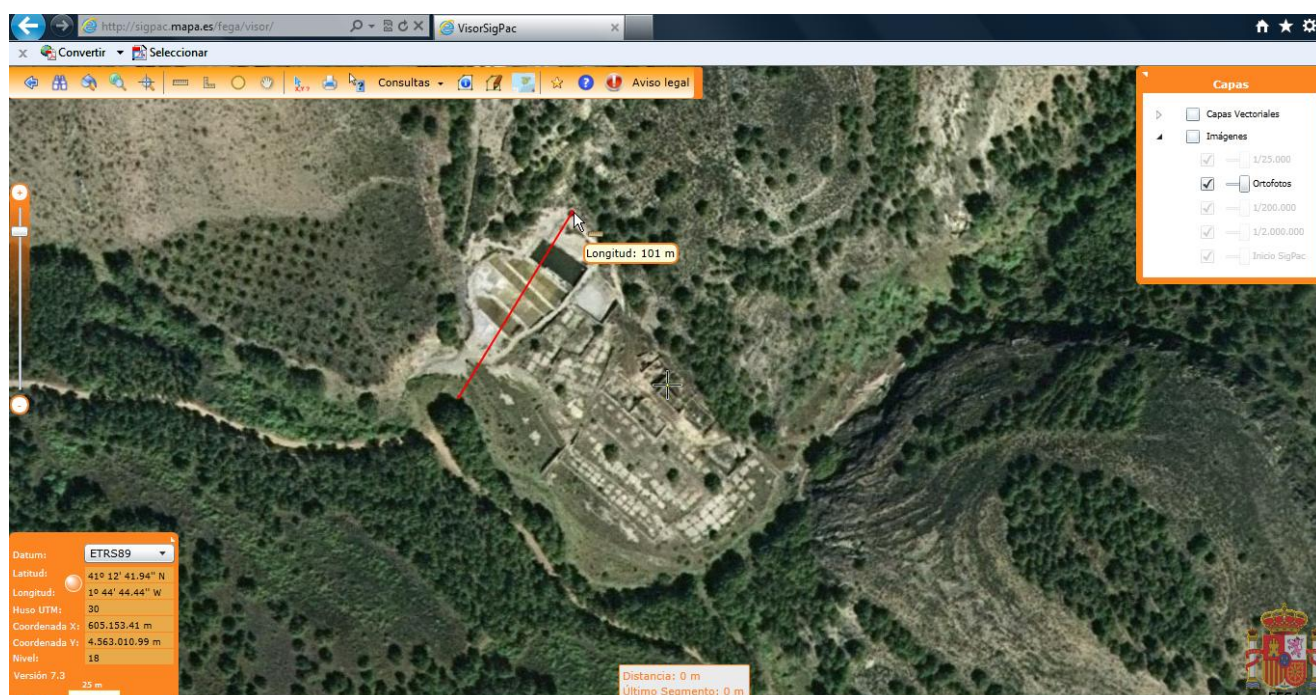 http://sigpac.mapa.es/fega/visor/
VisorSigPac
x Convertir Seleccionar
Consultas Aviso legal
Capas
Capas Vectoriales
Imágenes
1/25.000
Ortofotos
1/200.000
1/2.000.000
Inicio SigPac
Longitud: 101 m
Datum: ETRS89
Latitud: 41º 12' 41.94" N
Longitud: 1º 44' 44.44" W
Huso UTM: 30
Coordenada X: 605.153.41 m
Coordenada Y: 4.563.010.99 m
Nivel: 18
Versión 7.3
25 m
Distancia: 0 m
Último Segmento: 0 m